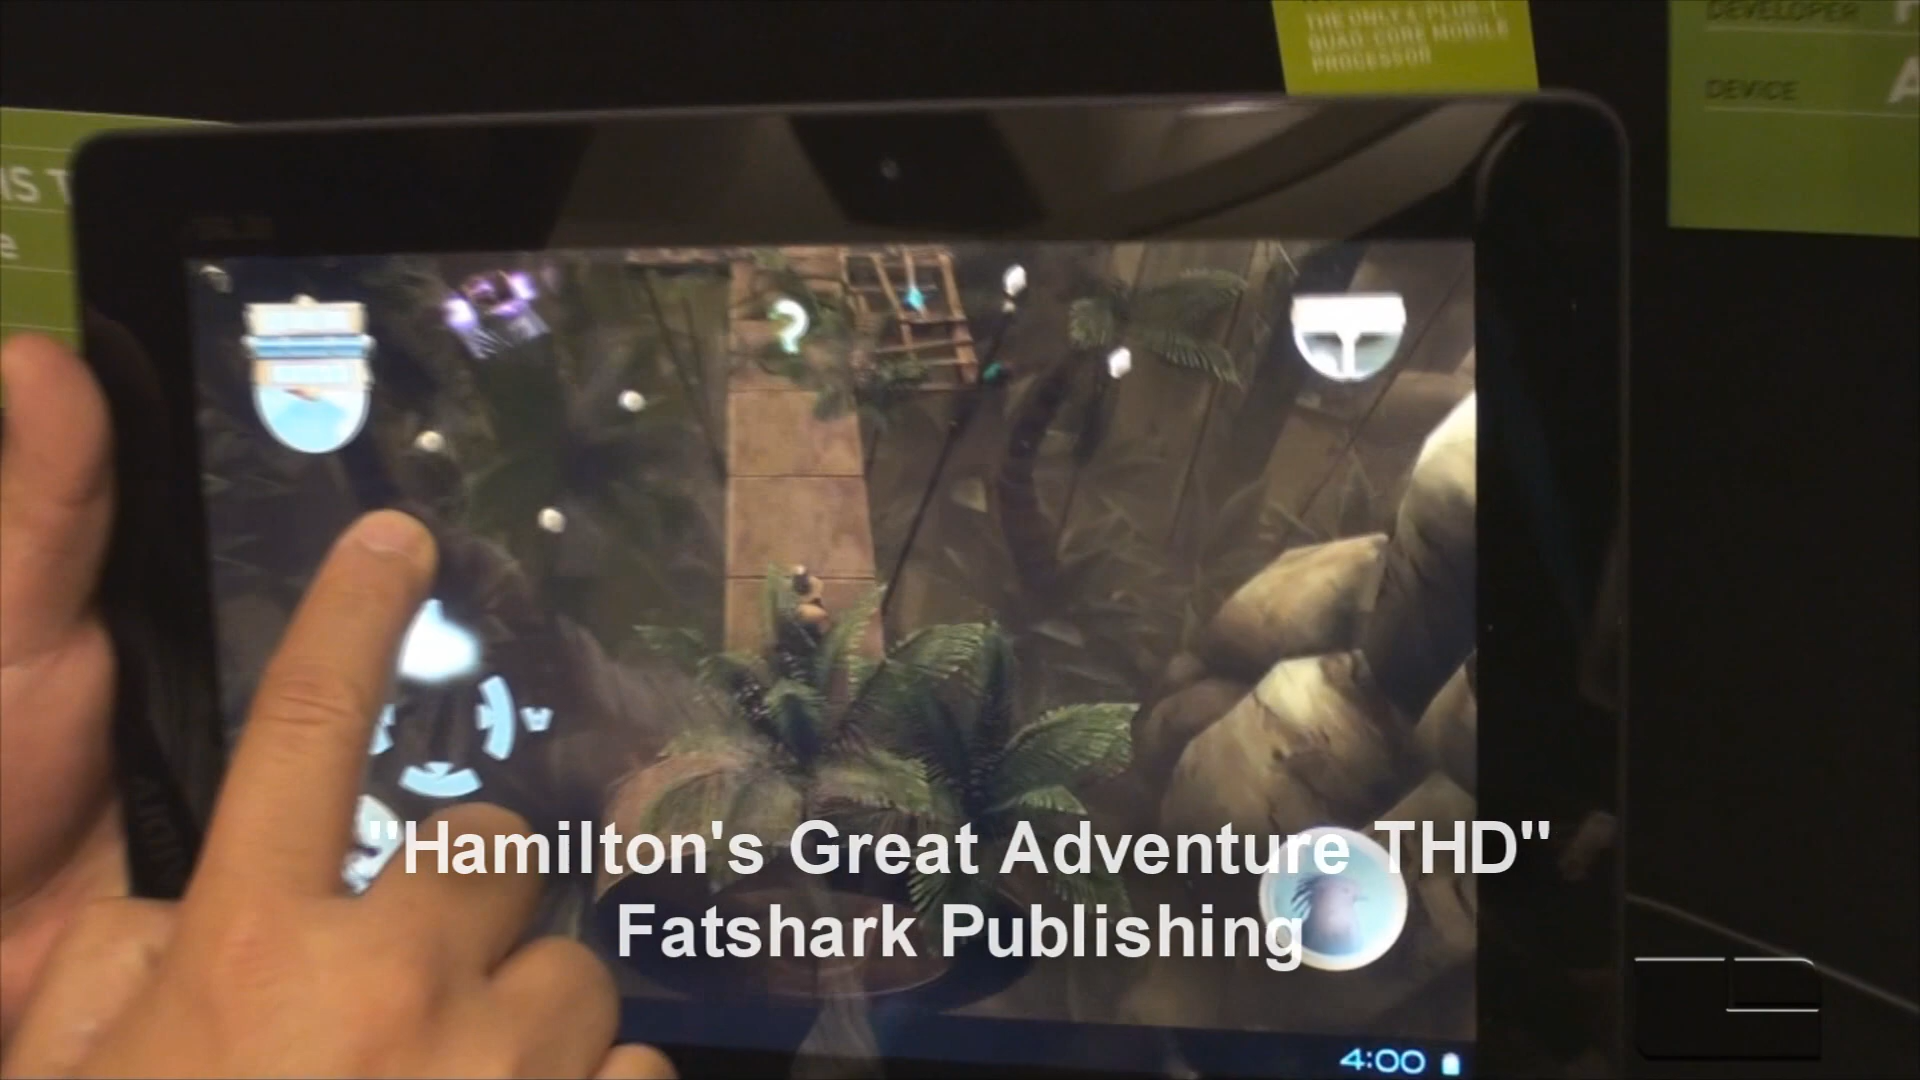 THE ONLY 4-PLUS-1
QUAD-CORE MOBILE
PROCESSOR
DEVELOPER
DEVICE A
IS T
e
"Hamilton's Great Adventure THD"
Fatshark Publishing
4:00